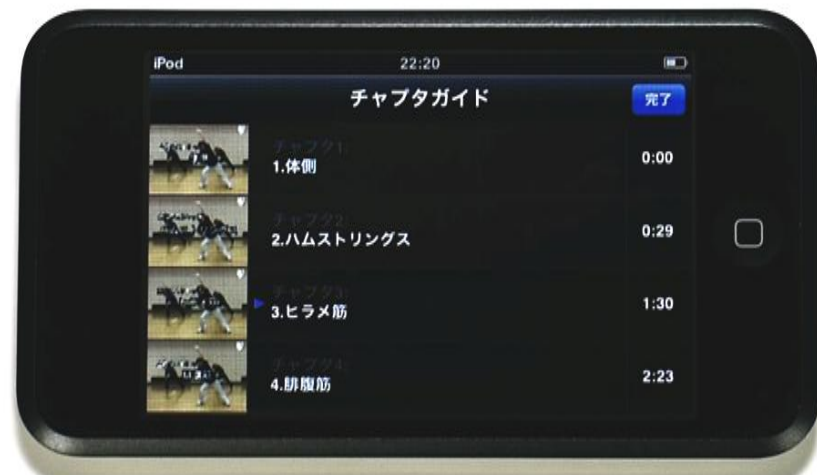 iPod 22:20
チャプタガイド 完了
チャプタ1:
1.体側 0:00
チャプタ2:
2.ハムストリングス 0:29
チャプタ3:
3.ヒラメ筋 1:30
チャプタ4:
4.腓腹筋 2:23